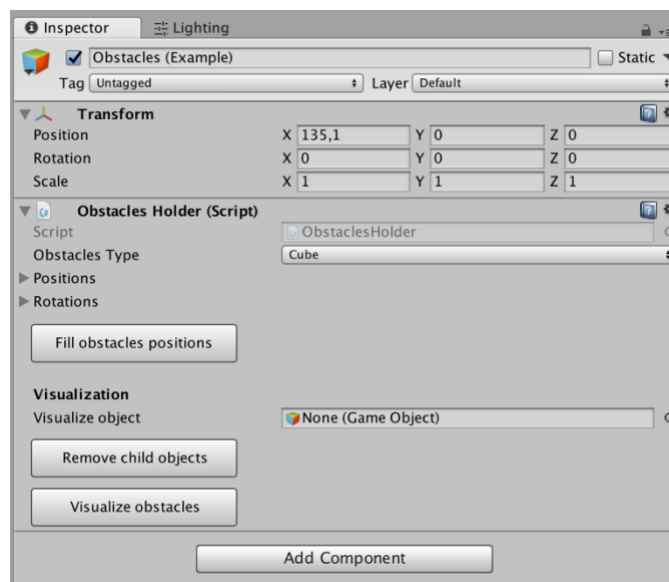 Inspector Lighting
Obstacles (Example) Static
Tag Untagged Layer Default
Transform
Position X 135,1 Y 0 Z 0
Rotation X 0 Y 0 Z 0
Scale X 1 Y 1 Z 1
Obstacles Holder (Script)
Script ObstaclesHolder
Obstacles Type Cube
Positions
Rotations
Fill obstacles positions
Visualization
Visualize object None (Game Object)
Remove child objects
Visualize obstacles
Add Component